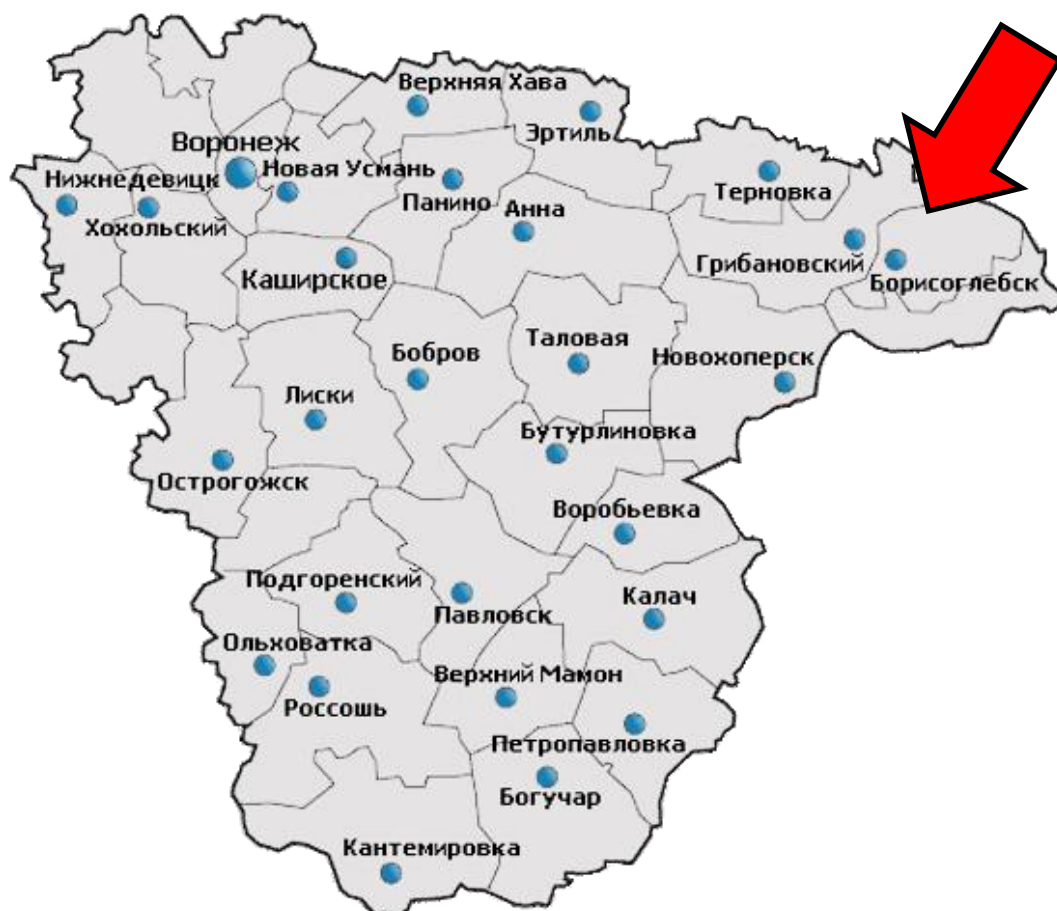 Верхняя Хава
Эртиль
Воронеж
Новая Усмань
Нижнедевицк
Терновка
Панино
Анна
Хохольский
Каширское
Грибановский
Борисоглебск
Таловая
Бобров
Новохоперск
Лиски
Бутурлиновка
Острогожск
Воробьевка
Подгоренский
Павловск
Калач
Ольховатка
Верхний Мамон
Россошь
Петропавловка
Богучар
Кантемировка